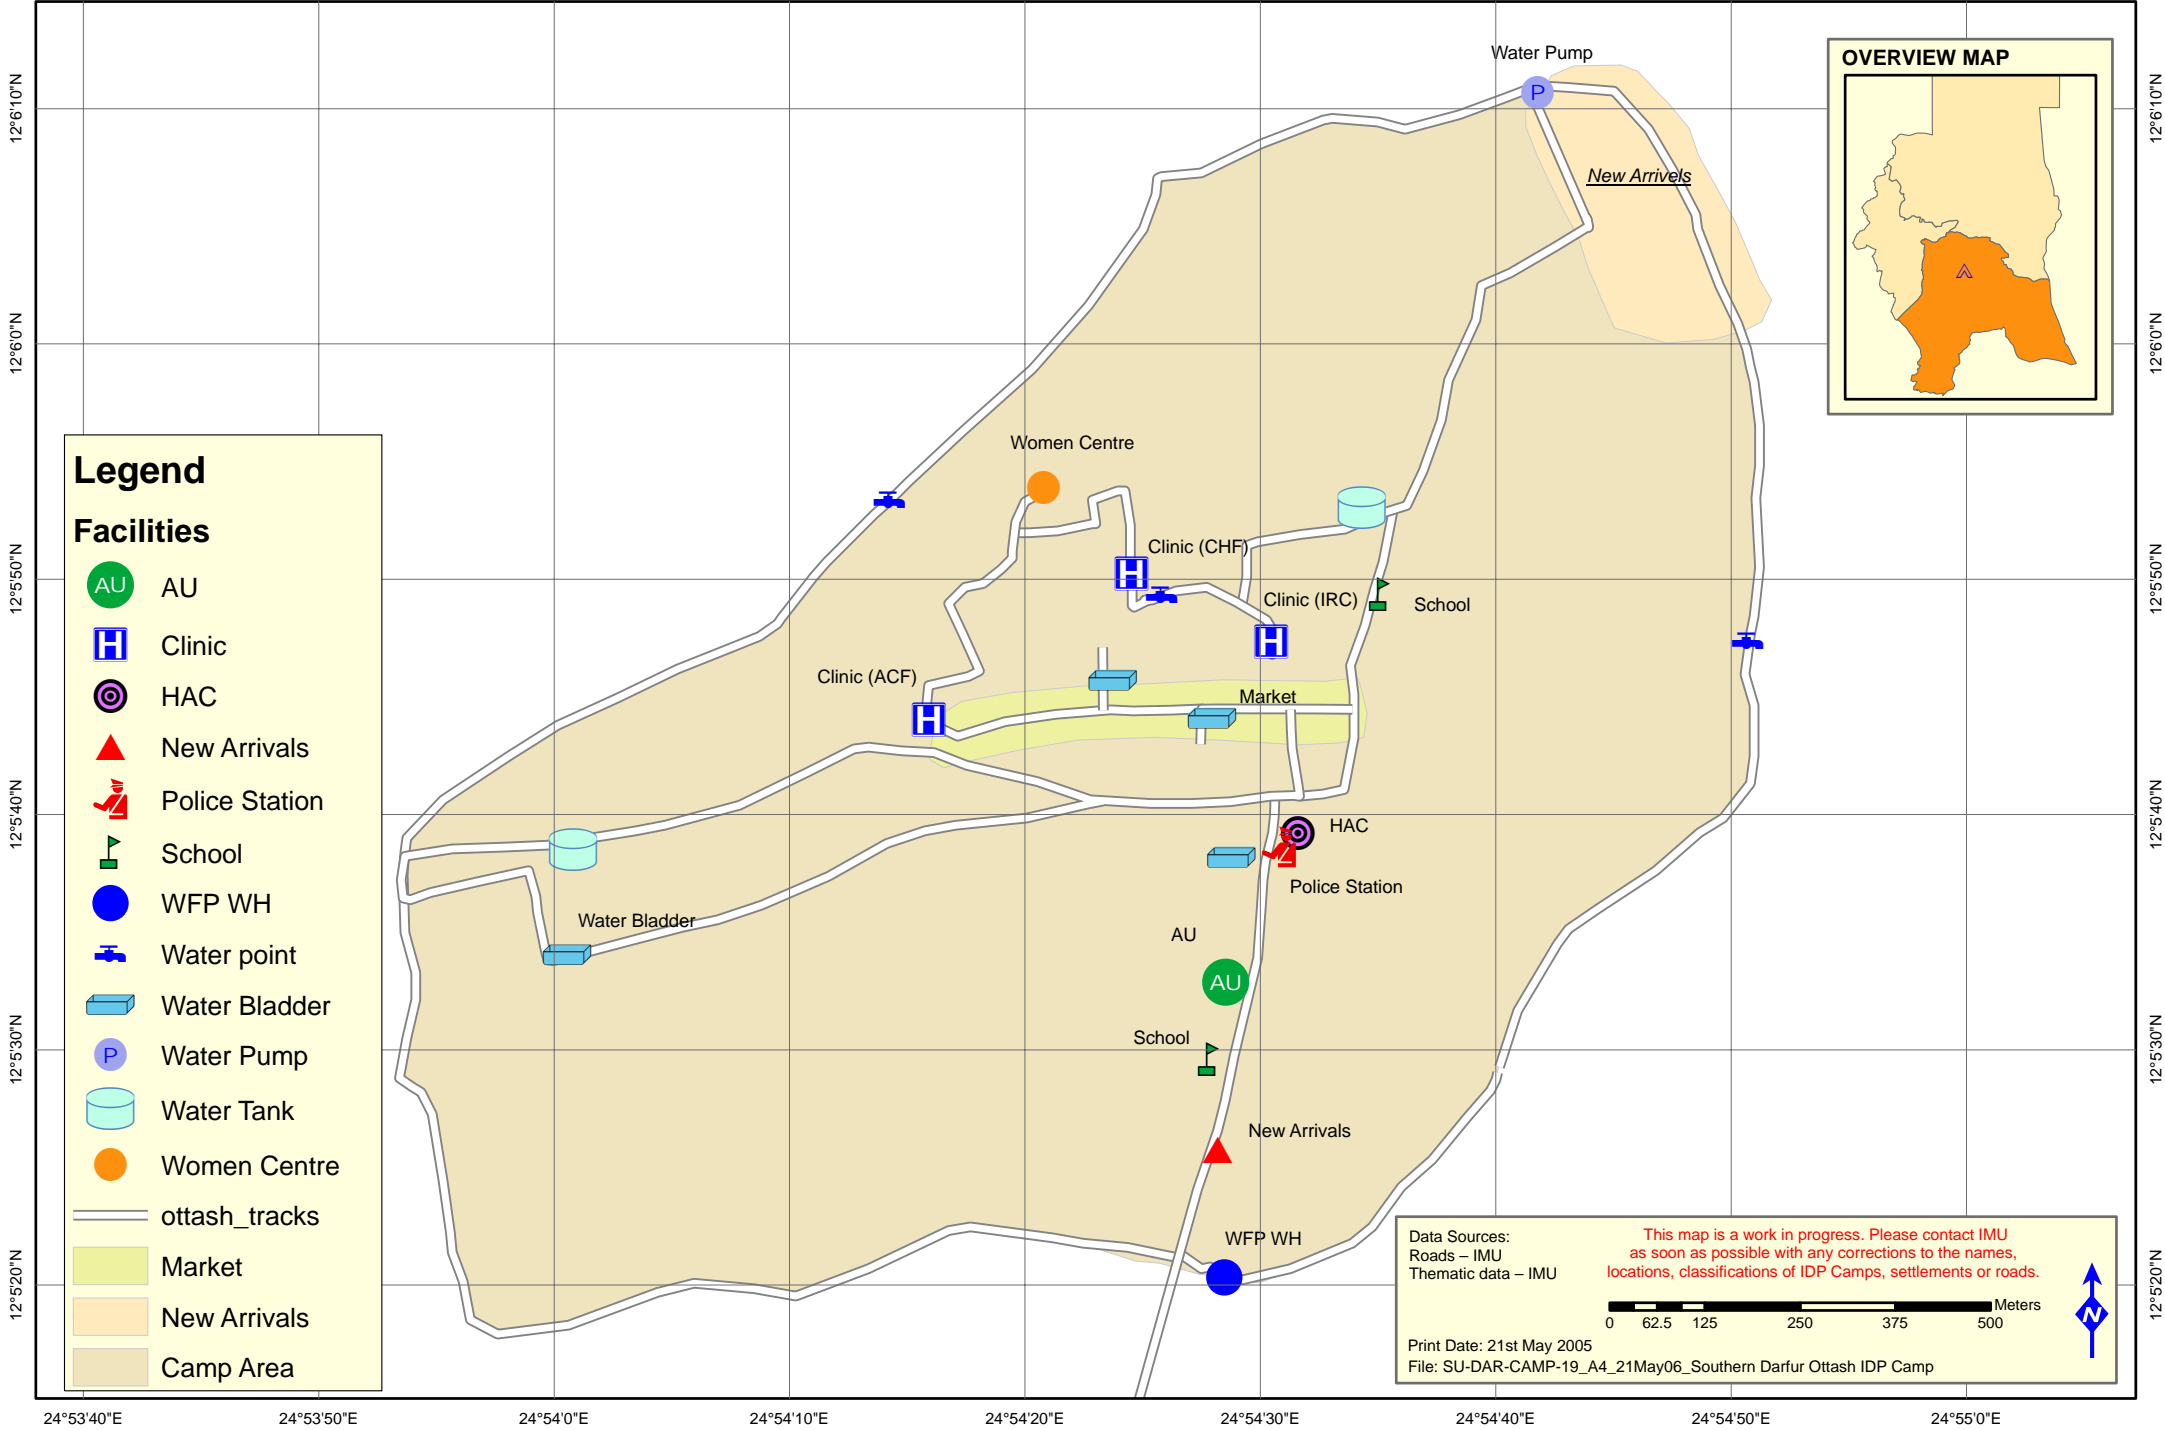 Water Pump
P
New Arrivels
OVERVIEW MAP
12°6'10"N
12°6'0"N
12°5'50"N
12°5'40"N
12°5'30"N
12°5'20"N
12°6'10"N
12°6'0"N
12°5'50"N
12°5'40"N
12°5'30"N
12°5'20"N
Legend
Facilities
AU AU
H Clinic
HAC
New Arrivals
Police Station
School
WFP WH
Water point
Water Bladder
P Water Pump
Water Tank
Women Centre
ottash_tracks
Market
New Arrivals
Camp Area
Women Centre
Clinic (CHF)
H
Clinic (IRC)
H
School
Clinic (ACF)
H
Market
HAC
Police Station
Water Bladder
AU
AU
School
New Arrivals
WFP WH
Data Sources:
Roads – IMU
Thematic data – IMU
This map is a work in progress. Please contact IMU
as soon as possible with any corrections to the names,
locations, classifications of IDP Camps, settlements or roads.
Meters
0 62.5 125 250 375 500
N
Print Date: 21st May 2005
File: SU-DAR-CAMP-19_A4_21May06_Southern Darfur Ottash IDP Camp
24°53'40"E 24°53'50"E 24°54'0"E 24°54'10"E 24°54'20"E 24°54'30"E 24°54'40"E 24°54'50"E 24°55'0"E